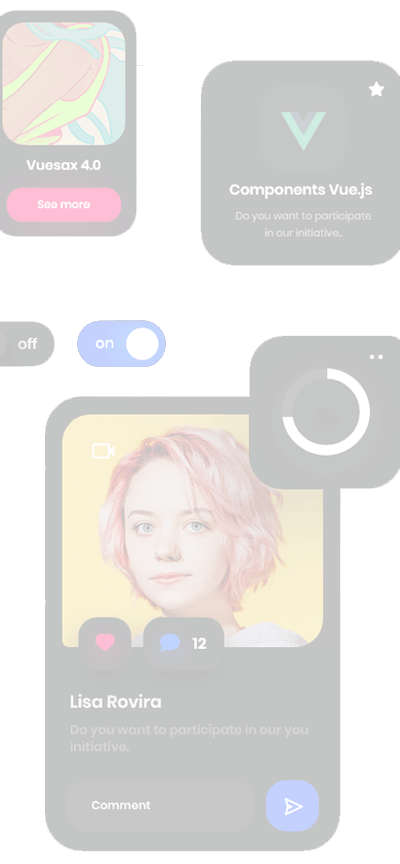 Vuesax 4.0
See more
Components Vue.js
Do you want to participate
in our initiative..
off
on
12
Lisa Rovira
Do you want to participate in our you
initiative.
Comment